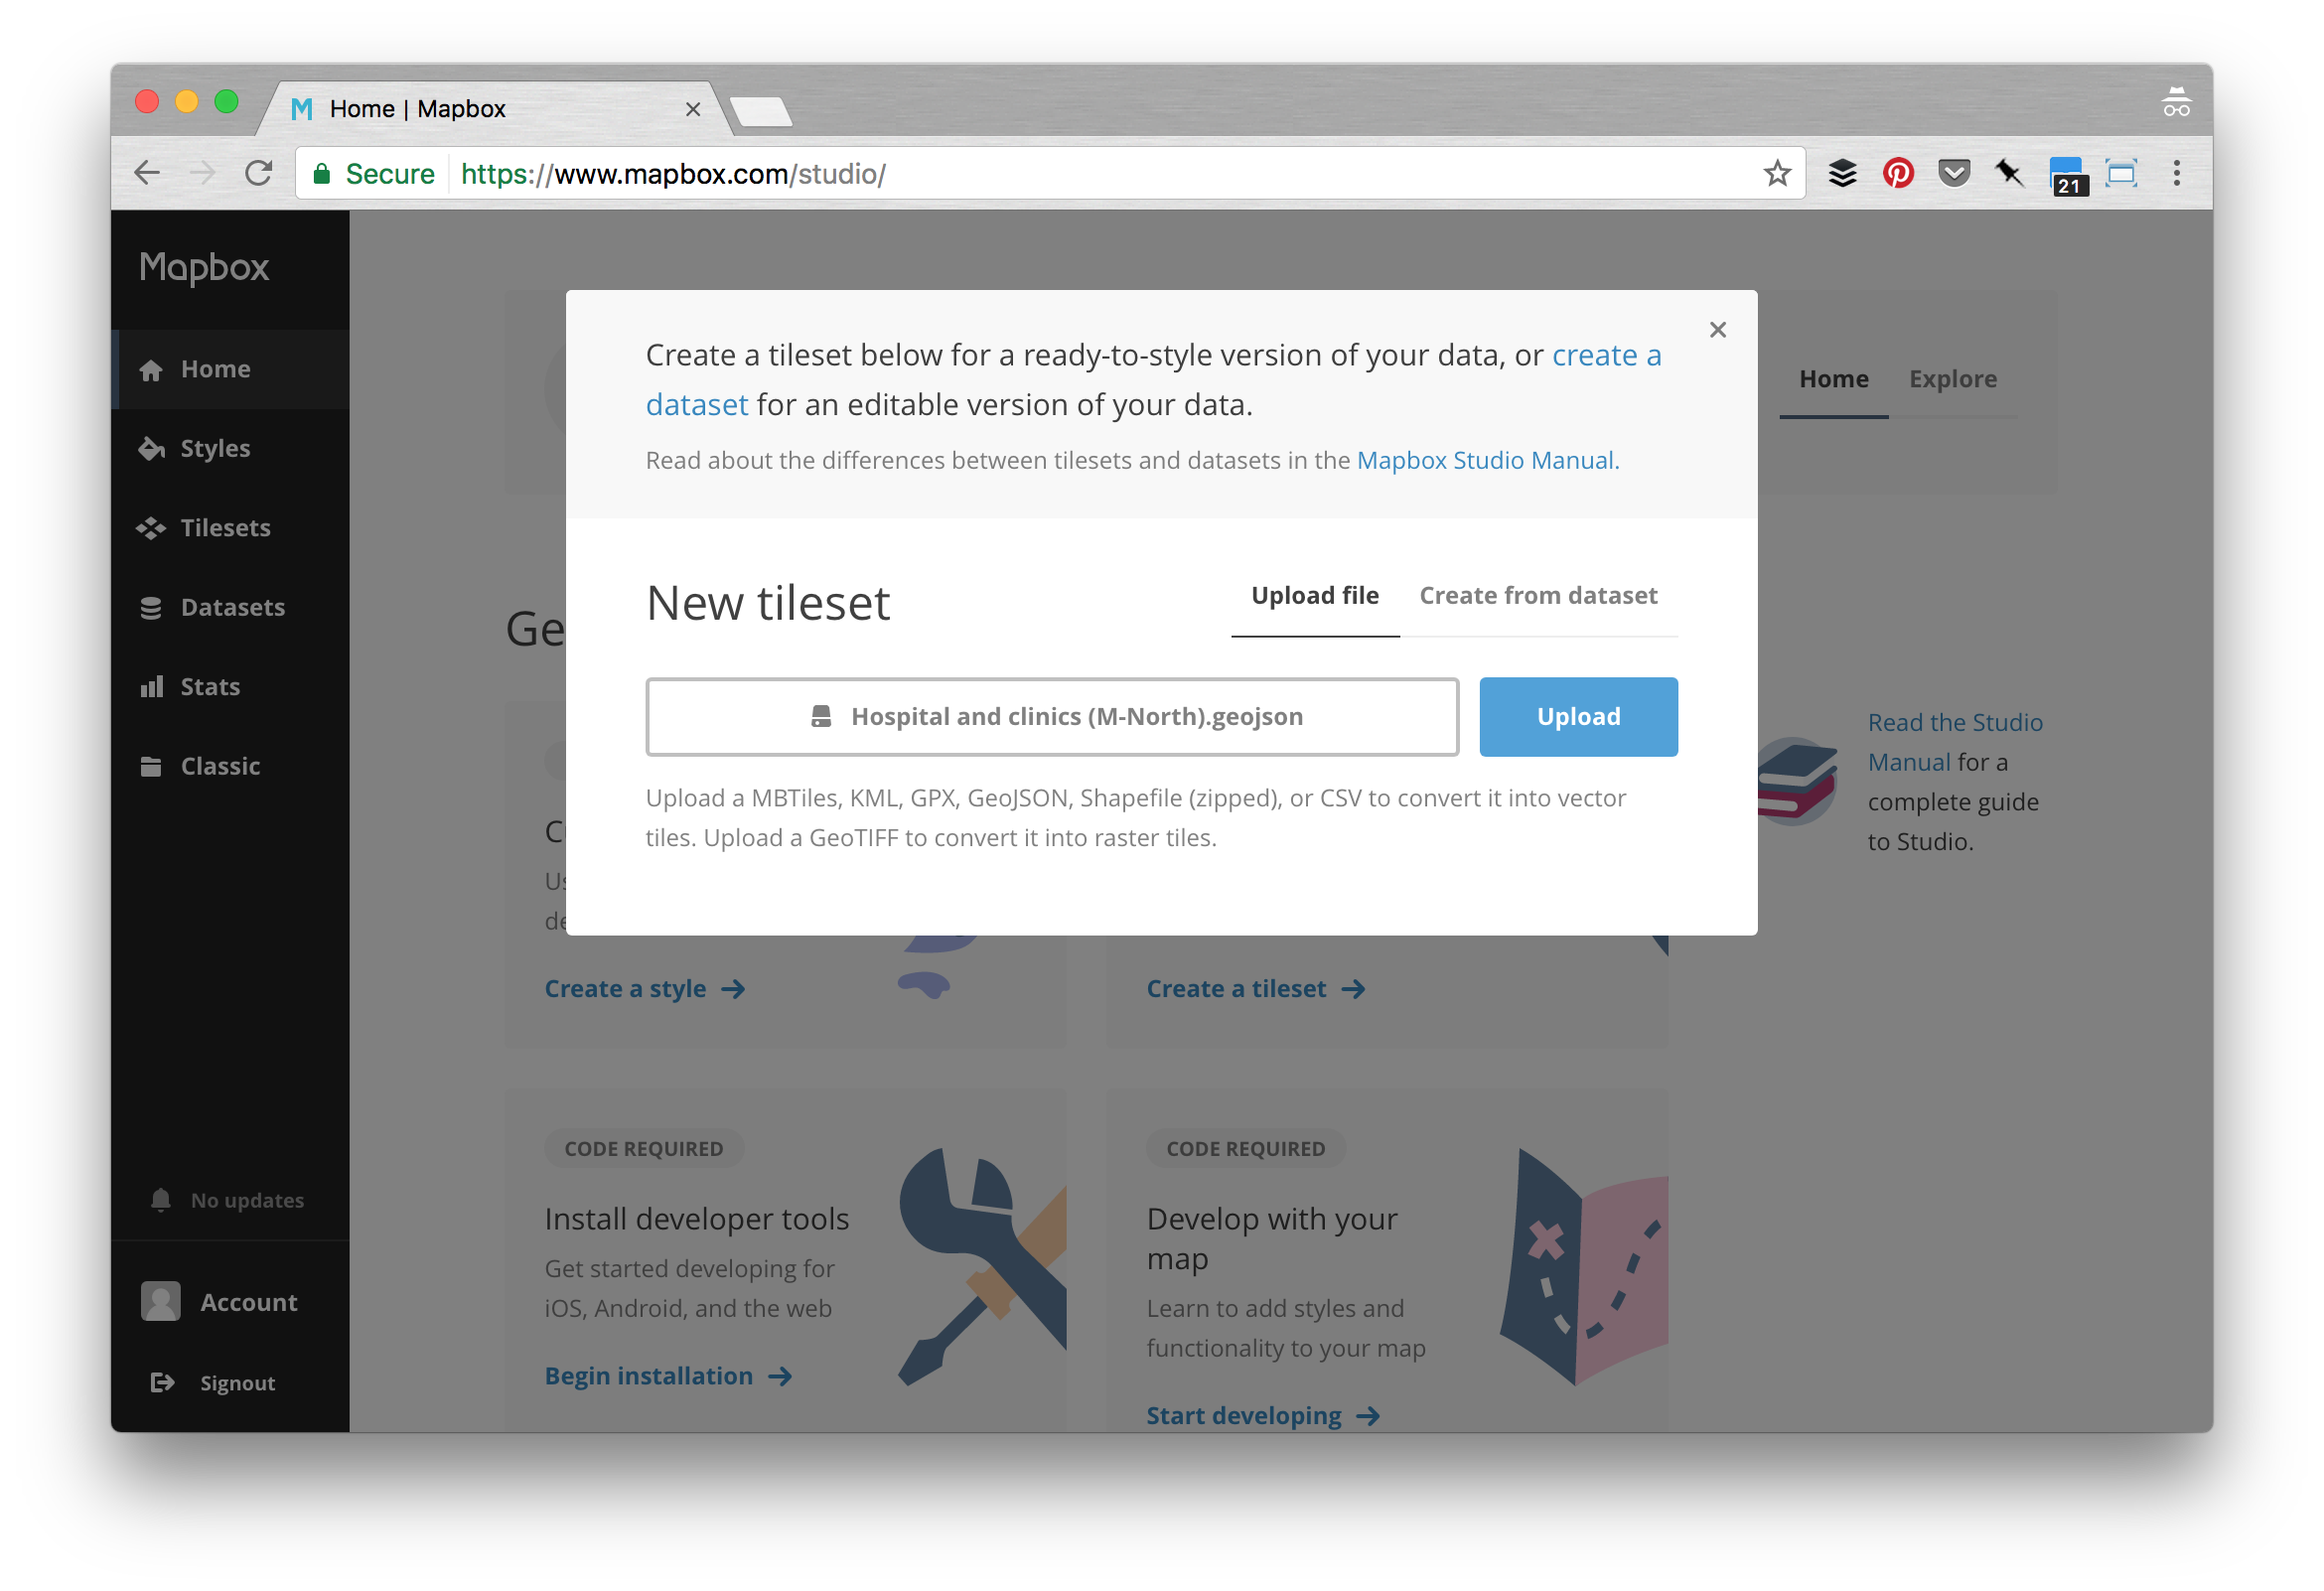 Home | Mapbox
Secure
https://www.mapbox.com/studio/
21
Mapbox
Home
Styles
Tilesets
Datasets
Stats
Classic
No updates
Account
Signout
Create a tileset below for a ready-to-style version of your data, or create a
dataset for an editable version of your data.
Read about the differences between tilesets and datasets in the Mapbox Studio Manual.
Home
Explore
New tileset
Upload file
Create from dataset
Hospital and clinics (M-North).geojson
Upload
Upload a MBTiles, KML, GPX, GeoJSON, Shapefile (zipped), or CSV to convert it into vector
tiles. Upload a GeoTIFF to convert it into raster tiles.
Read the Studio
Manual for a
complete guide
to Studio.
Create a style
Create a tileset
CODE REQUIRED
Install developer tools
Get started developing for
iOS, Android, and the web
Begin installation
CODE REQUIRED
Develop with your
map
Learn to add styles and
functionality to your map
Start developing